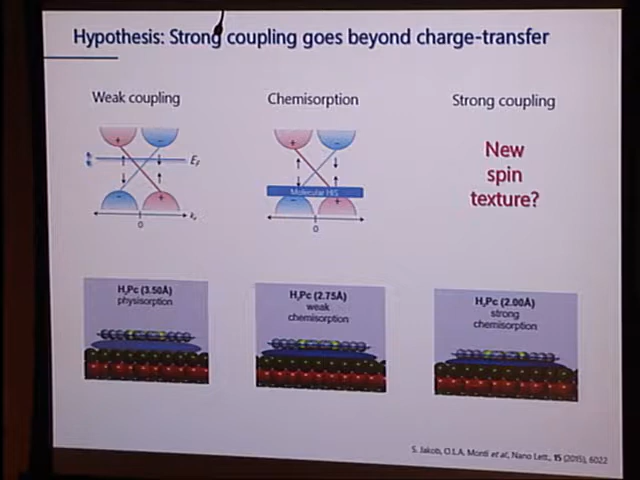 Hypothesis: Strong coupling goes beyond charge-transfer
Weak coupling
Chemisorption
Strong coupling
+
−
E_F
−
+
0
+
−
Molecular HIS
−
+
0
New
spin
texture?
H₂Pc (3.50Å)
physisorption
H₂Pc (2.75Å)
weak
chemisorption
H₂Pc (2.00Å)
strong
chemisorption
S. Jakob, O.L.A. Monti et al., Nano Lett., 15 (2015), 6022